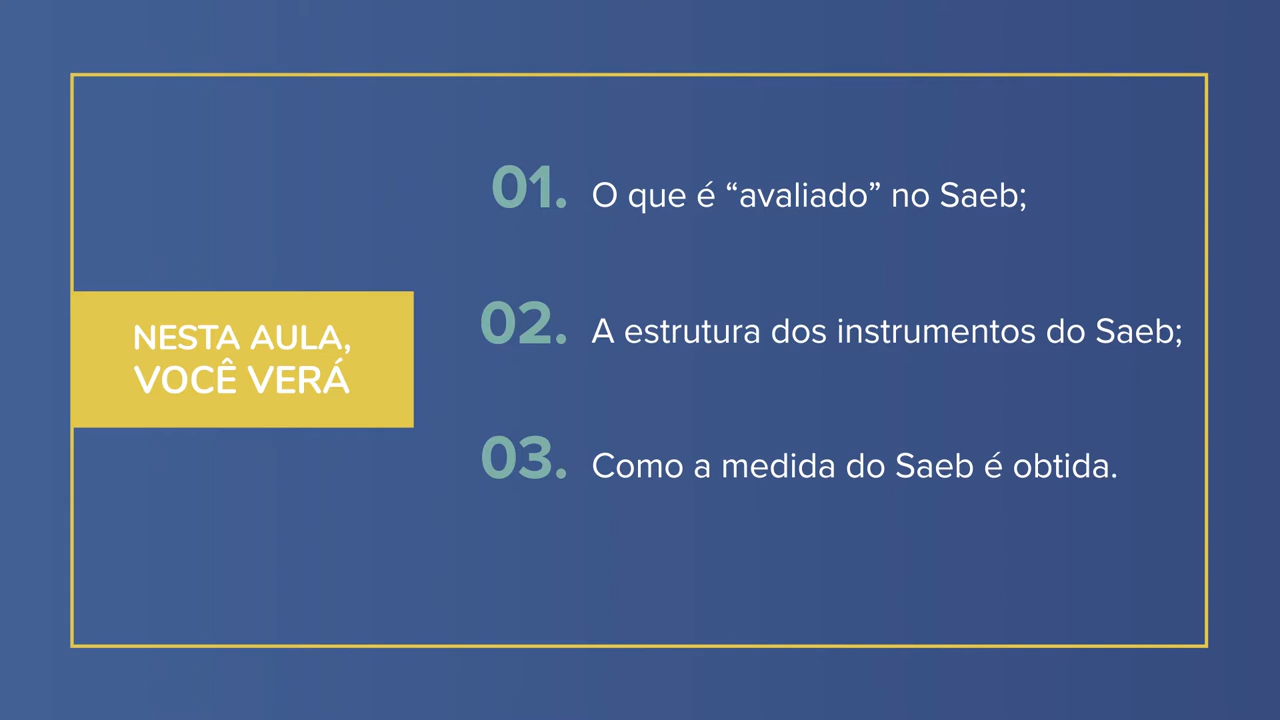 NESTA AULA,
VOCÊ VERÁ
01. O que é “avaliado” no Saeb;
02. A estrutura dos instrumentos do Saeb;
03. Como a medida do Saeb é obtida.